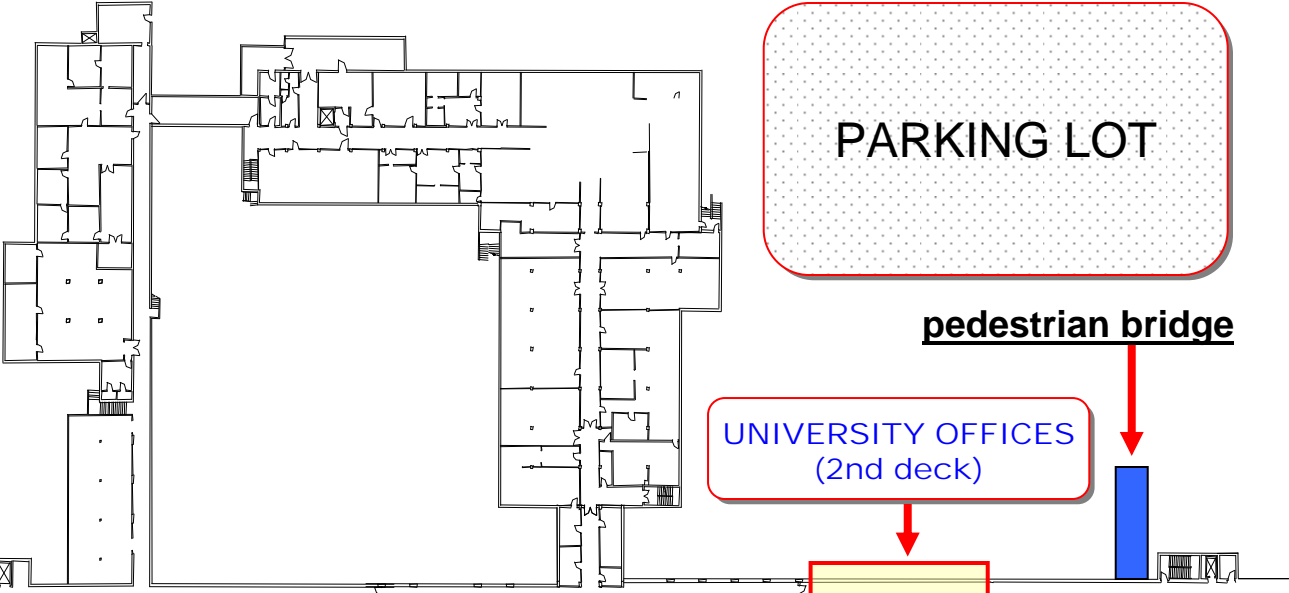 PARKING LOT
pedestrian bridge
UNIVERSITY OFFICES
(2nd deck)